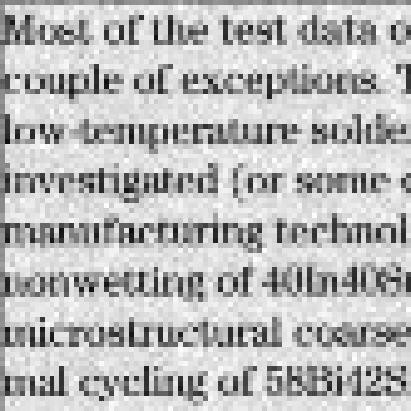 Most of the test data o
couple of exceptions. T
low-temperature solde
investigated (or some o
manufacturing technol
nonwetting of 40In40S
microstructural coarse
mal cycling of 58Bi42S